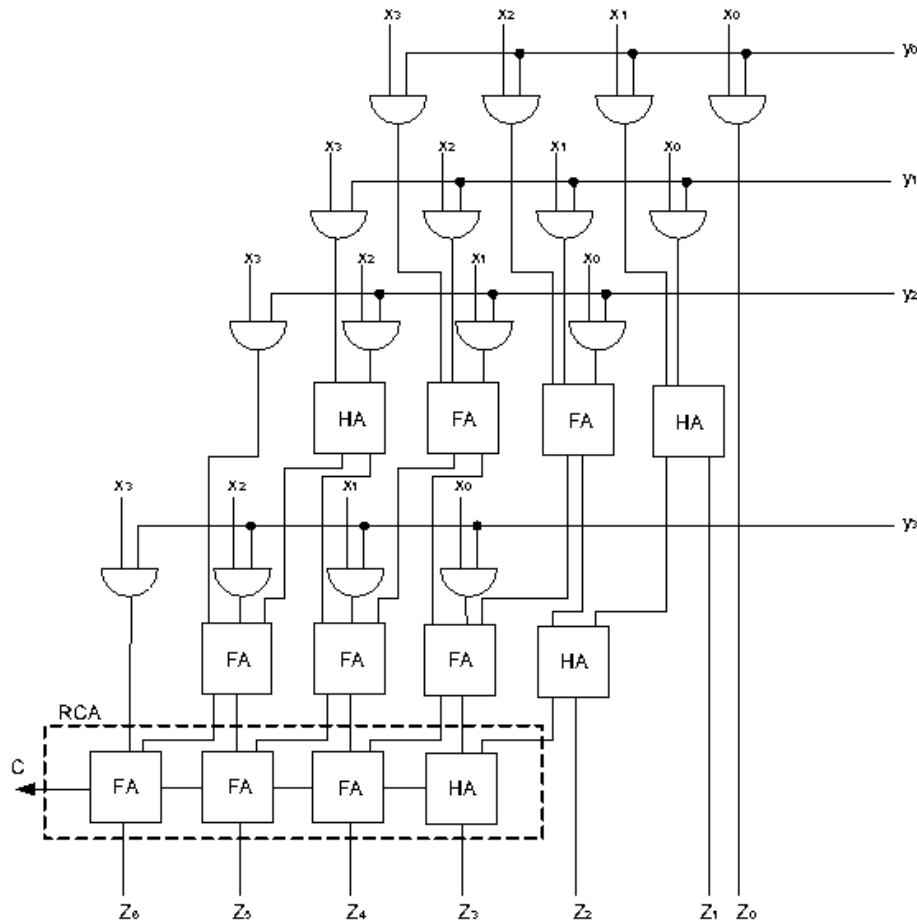 x₃ x₂ x₁ x₀
y₀
x₃ x₂ x₁ x₀
y₁
x₃ x₂ x₁ x₀
y₂
HA FA FA HA
x₃ x₂ x₁ x₀
y₃
FA FA FA HA
RCA
C
FA FA FA HA
Z₆ Z₅ Z₄ Z₃ Z₂ Z₁ Z₀